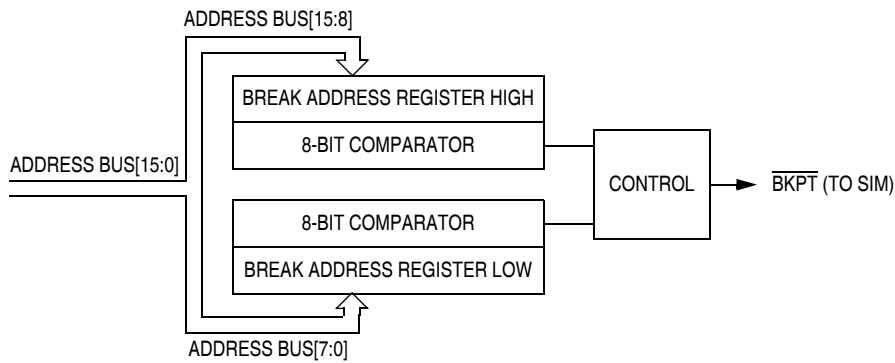 ADDRESS BUS[15:8]
BREAK ADDRESS REGISTER HIGH
8-BIT COMPARATOR
ADDRESS BUS[15:0]
CONTROL
BKPT (TO SIM)
8-BIT COMPARATOR
BREAK ADDRESS REGISTER LOW
ADDRESS BUS[7:0]